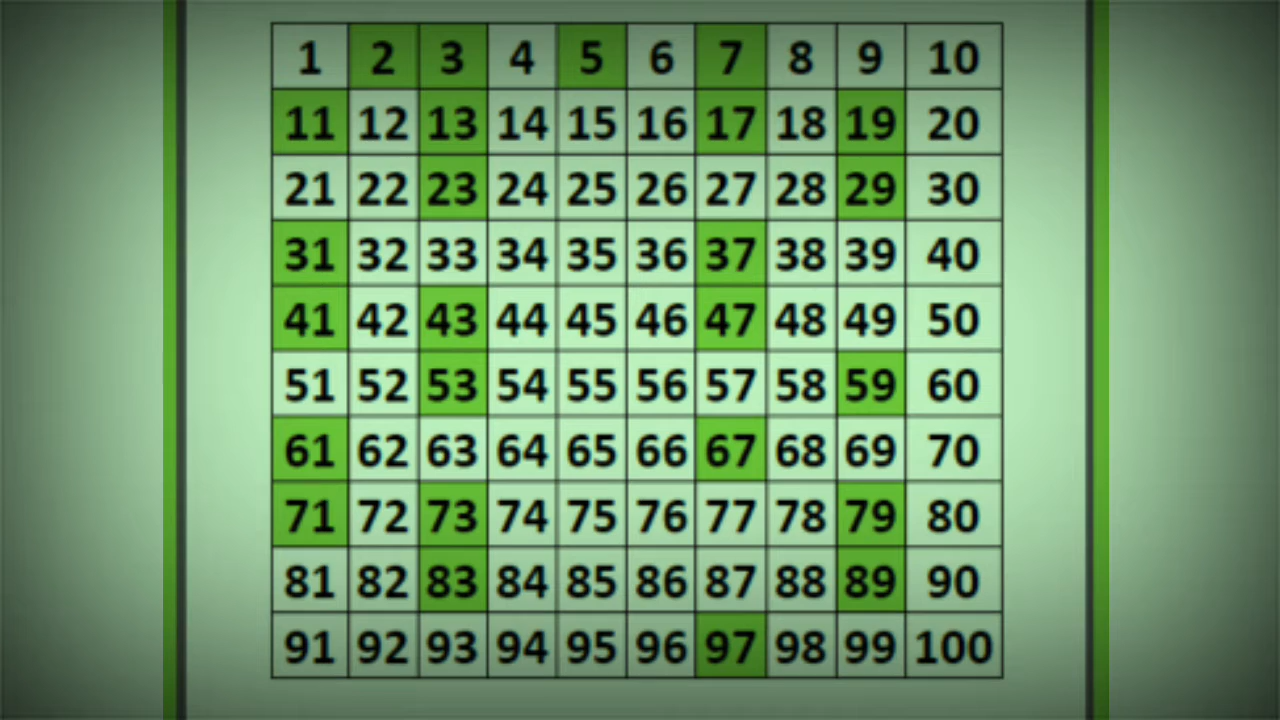 1 2 3 4 5 6 7 8 9 10
11 12 13 14 15 16 17 18 19 20
21 22 23 24 25 26 27 28 29 30
31 32 33 34 35 36 37 38 39 40
41 42 43 44 45 46 47 48 49 50
51 52 53 54 55 56 57 58 59 60
61 62 63 64 65 66 67 68 69 70
71 72 73 74 75 76 77 78 79 80
81 82 83 84 85 86 87 88 89 90
91 92 93 94 95 96 97 98 99 100